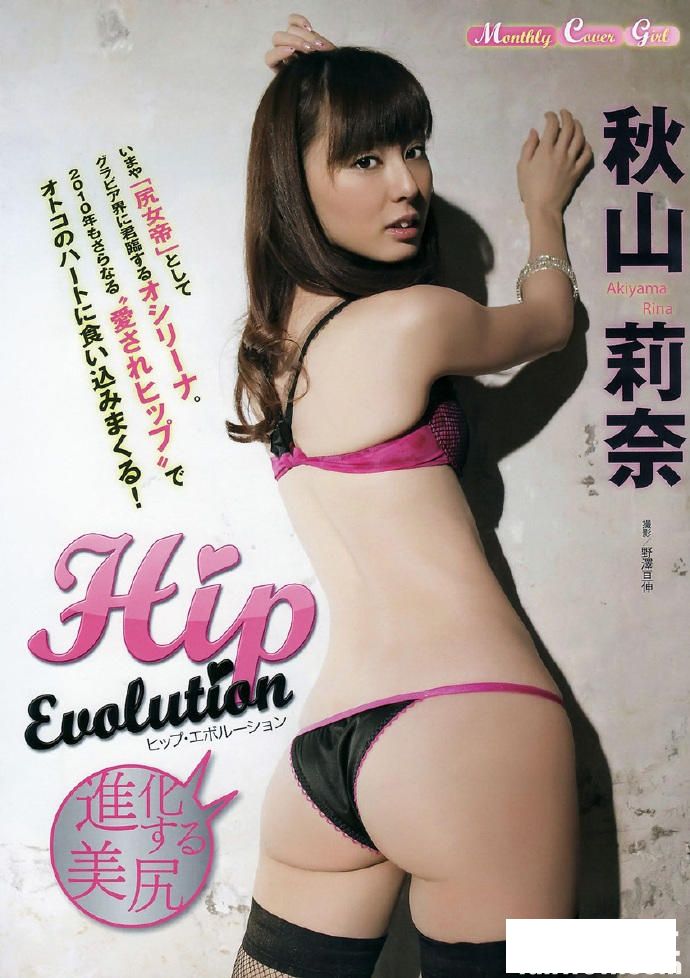 Monthly Cover Girl
秋山莉奈
Akiyama
Rina
撮影／野澤亘伸
いまや「尻女帝」として
グラビア界に君臨するオシリーナ。
2010年もさらなる“愛されヒップ”で
オトコのハートに食い込みまくる！
Hip
Evolution
ヒップ・エボルーション
進化する
美尻